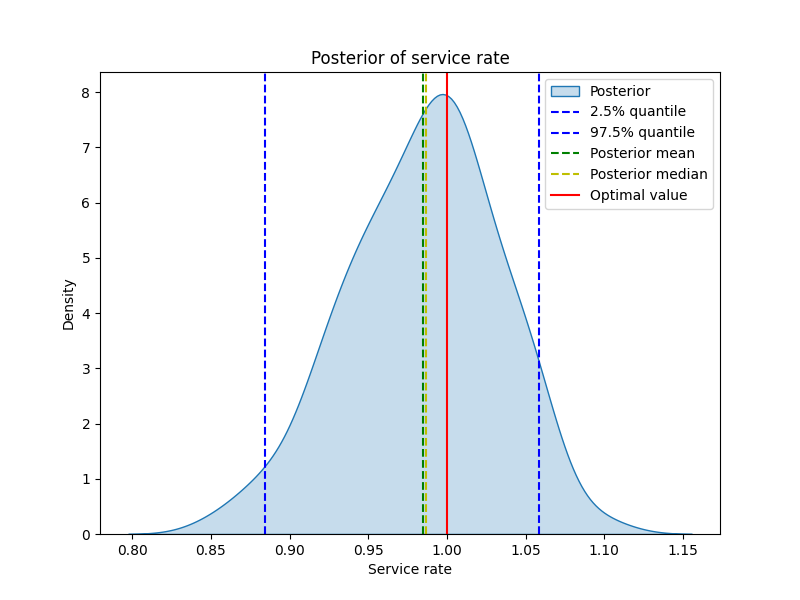 Posterior of service rate
Posterior
2.5% quantile
97.5% quantile
Posterior mean
Posterior median
Optimal value
Density
8
7
6
5
4
3
2
1
0
0.80 0.85 0.90 0.95 1.00 1.05 1.10 1.15
Service rate